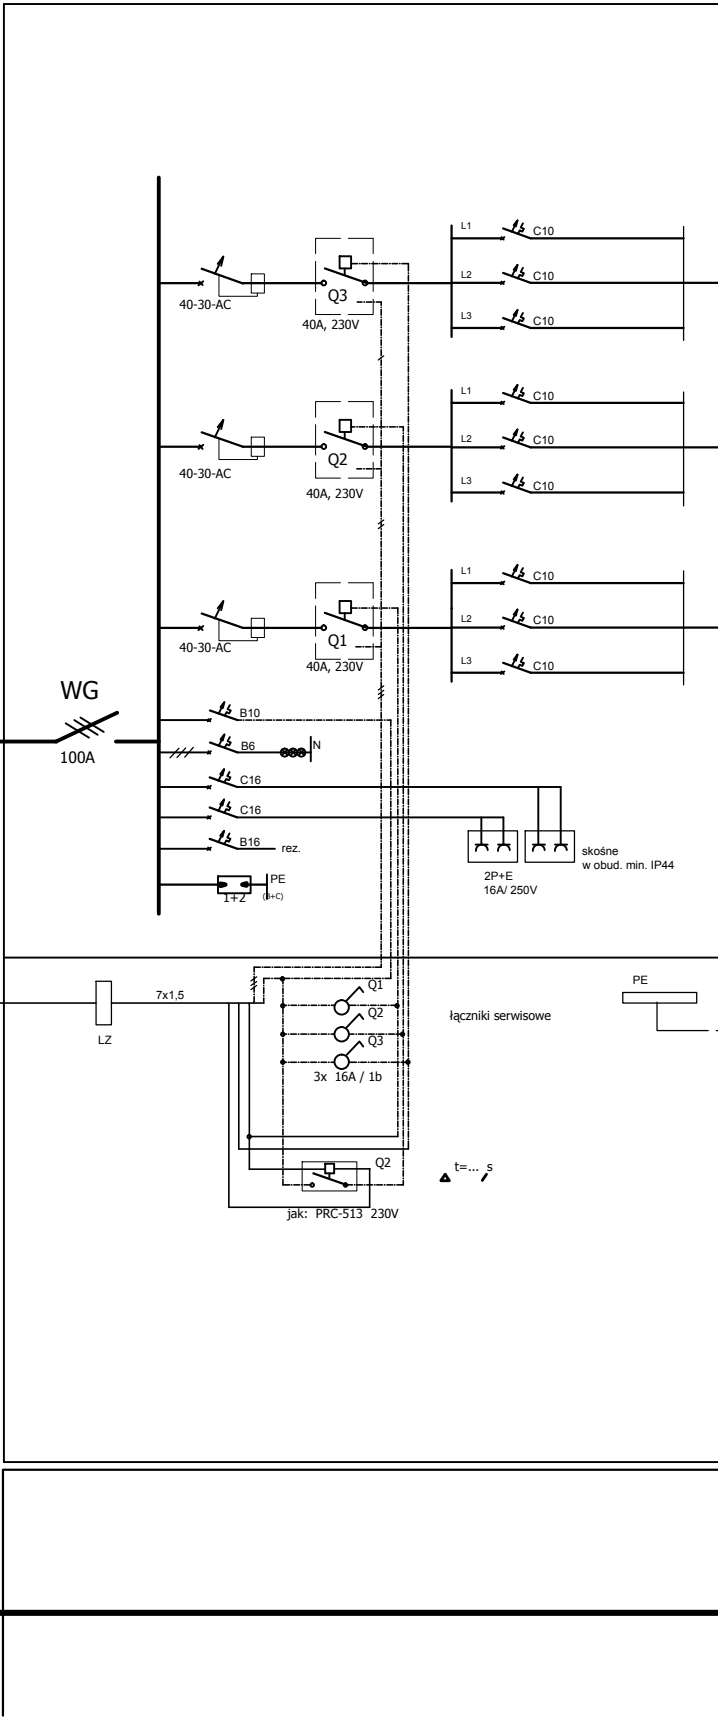 L1
C10
L2
C10
40-30-AC
Q3
L3
C10
40A, 230V
L1
C10
L2
C10
40-30-AC
Q2
L3
C10
40A, 230V
L1
C10
L2
C10
40-30-AC
Q1
L3
C10
40A, 230V
WG
100A
B10
B6
N
C16
C16
B16
rez.
skośne
w obud. min. IP44
2P+E
16A/ 250V
PE
1+2
(B+C)
PE
7x1,5
LZ
Q1
Q2
Q3
3x 16A / 1b
łączniki serwisowe
Q2
t=... s
jak: PRC-513 230V